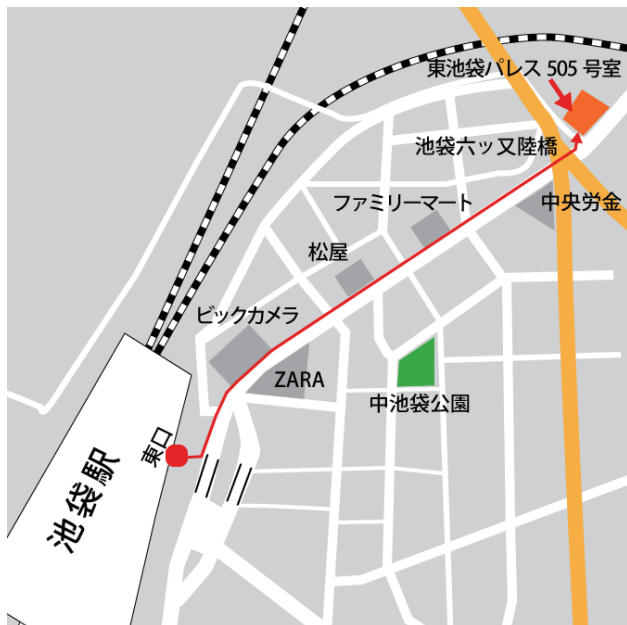 東池袋パレス 505 号室
池袋六ッ又陸橋
ファミリーマート
中央労金
松屋
ビックカメラ
ZARA
中池袋公園
東口
池袋駅